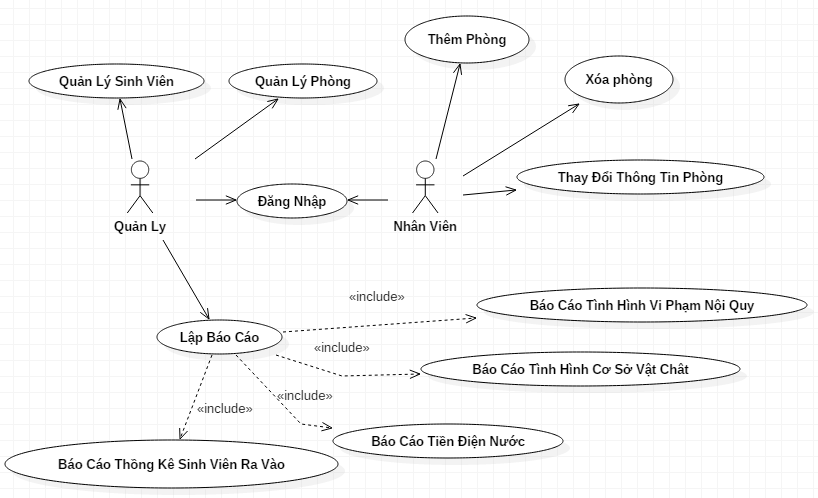 Thêm Phòng
Quản Lý Sinh Viên
Quản Lý Phòng
Xóa phòng
Thay Đổi Thông Tin Phòng
Đăng Nhập
Quản Ly
Nhân Viên
«include»
Báo Cáo Tình Hình Vi Phạm Nội Quy
Lập Báo Cáo
«include»
Báo Cáo Tình Hình Cơ Sở Vật Chât
«include»
«include»
Báo Cáo Tiền Điện Nước
Báo Cáo Thồng Kê Sinh Viên Ra Vào